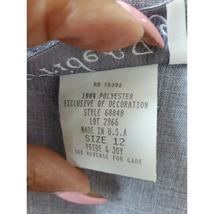 RN 76392
100% POLYESTER
EXCLUSIVE OF DECORATION
STYLE 68848
LOT 2966
MADE IN U.S.A
SIZE 12
PRIDE & JOY
SEE REVERSE FOR CARE